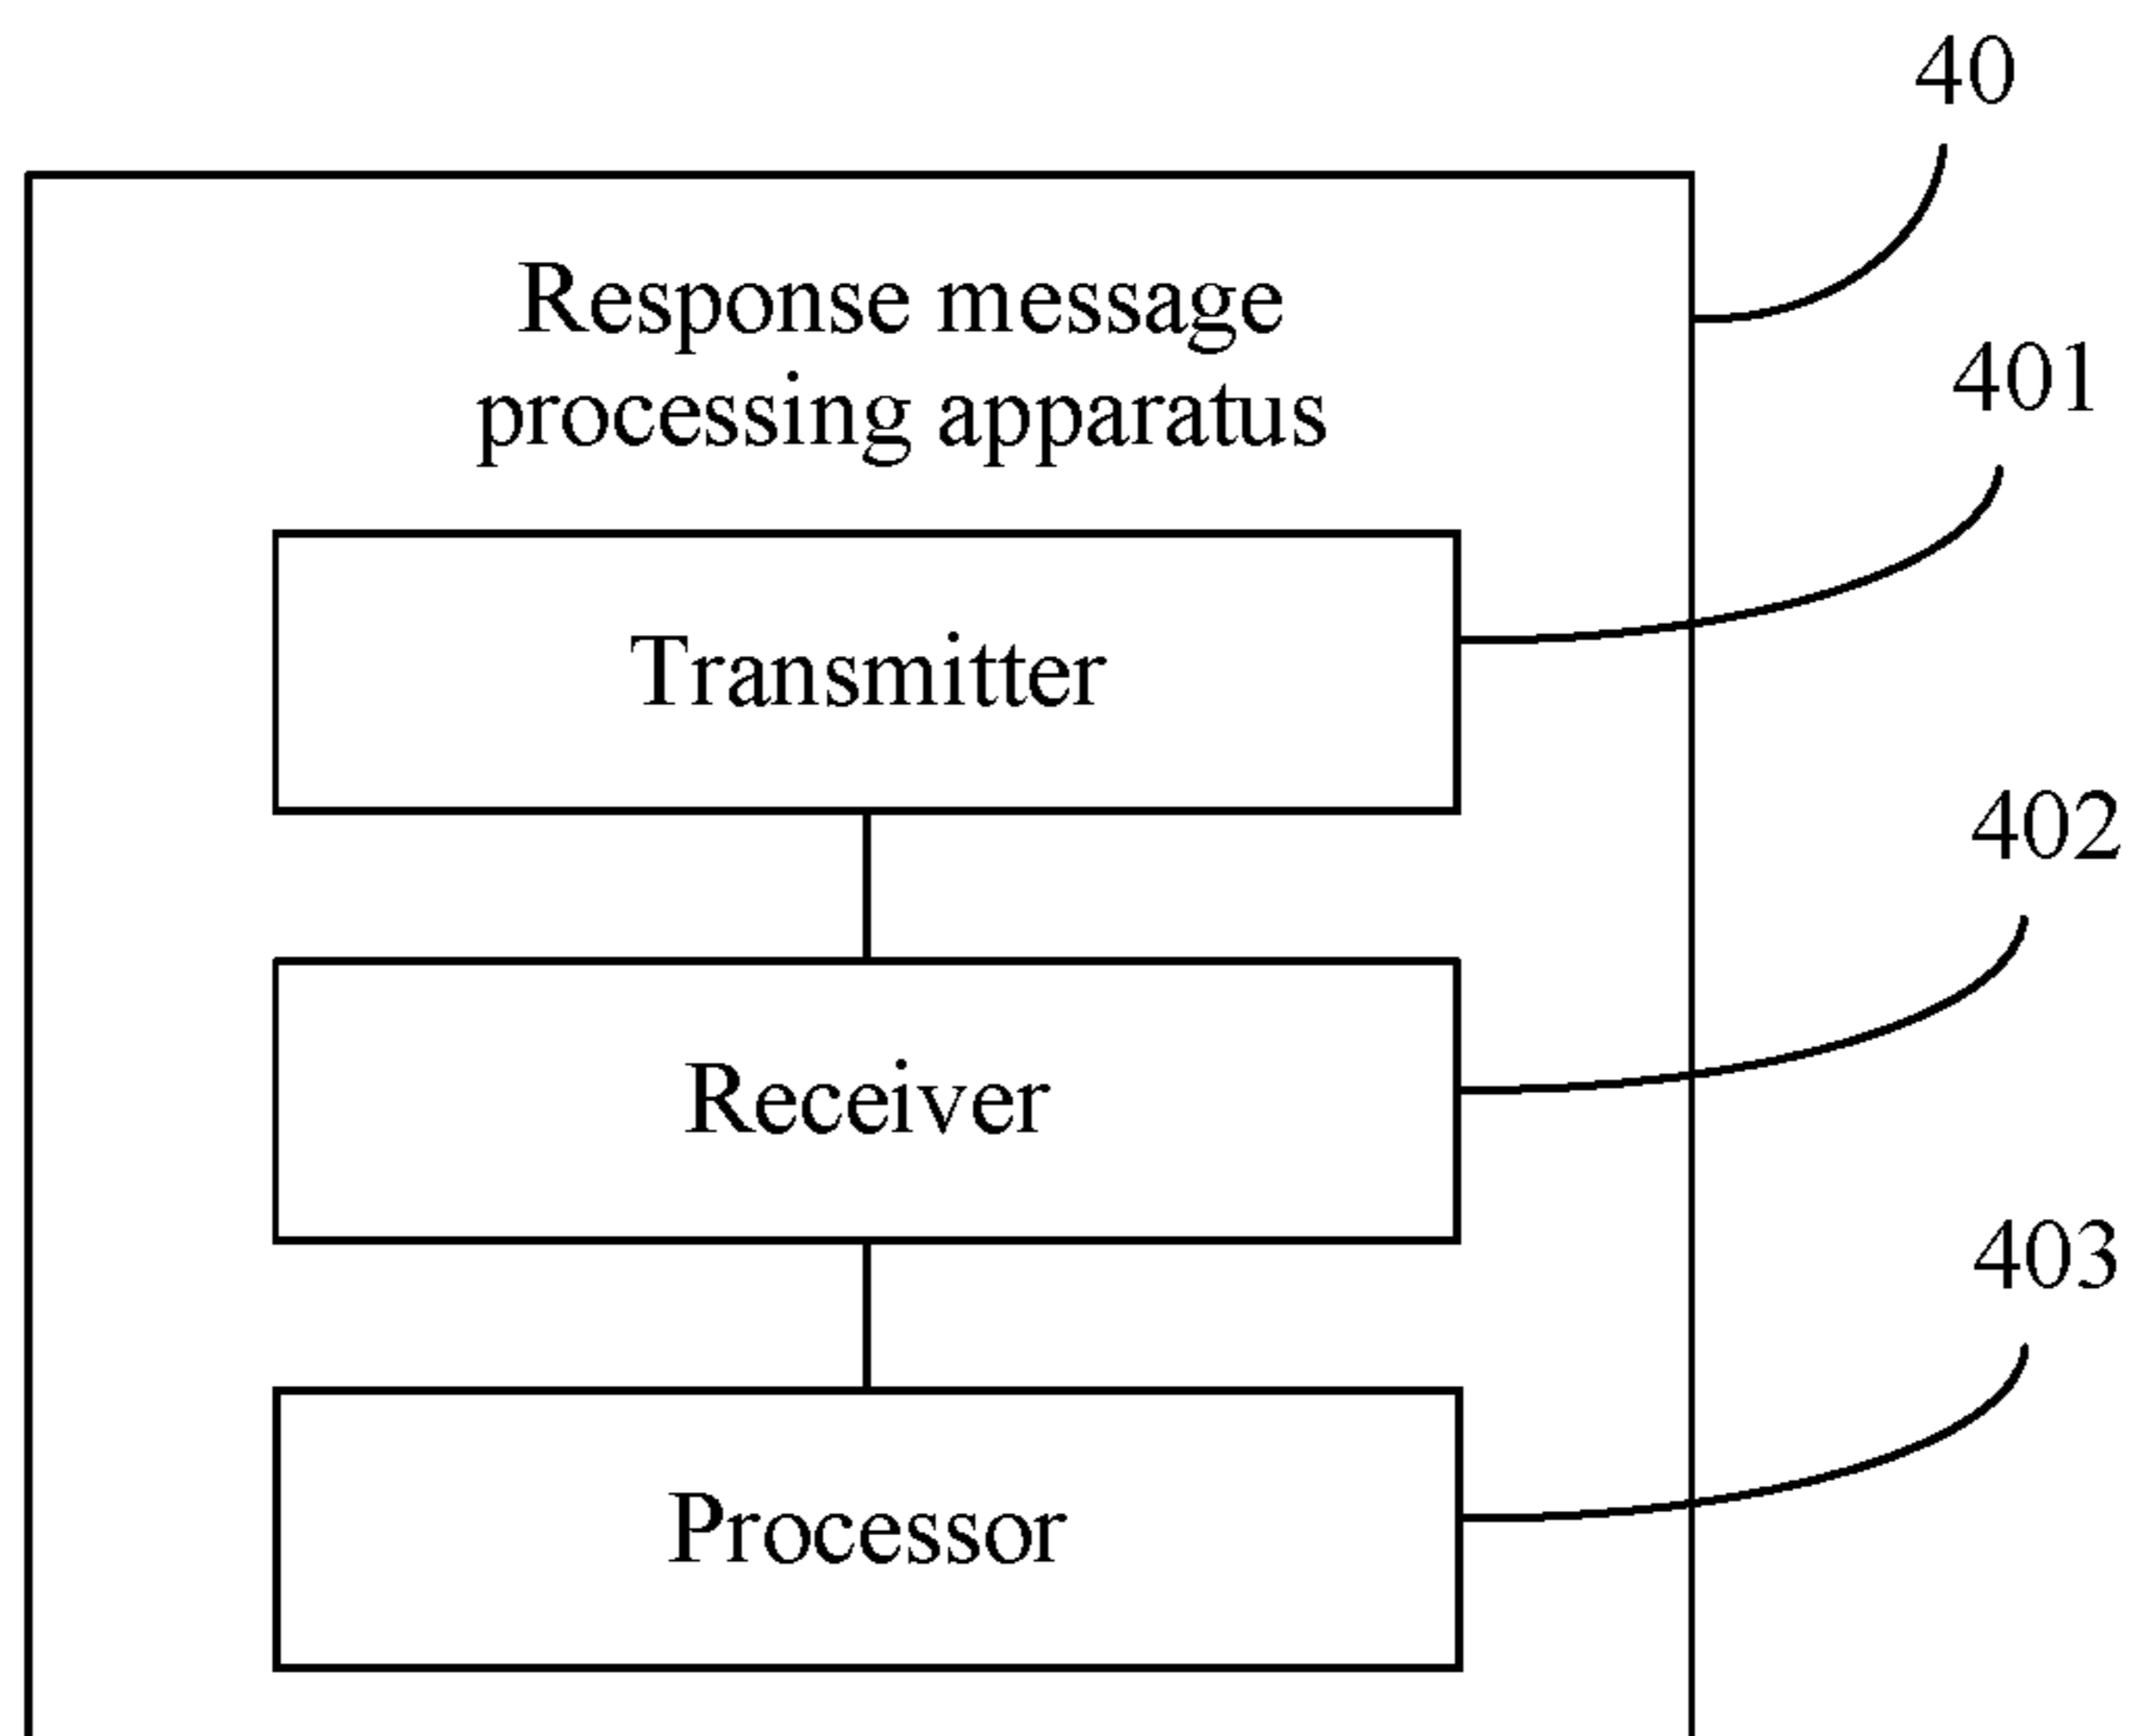 40
Response message
processing apparatus
401
Transmitter
402
Receiver
403
Processor